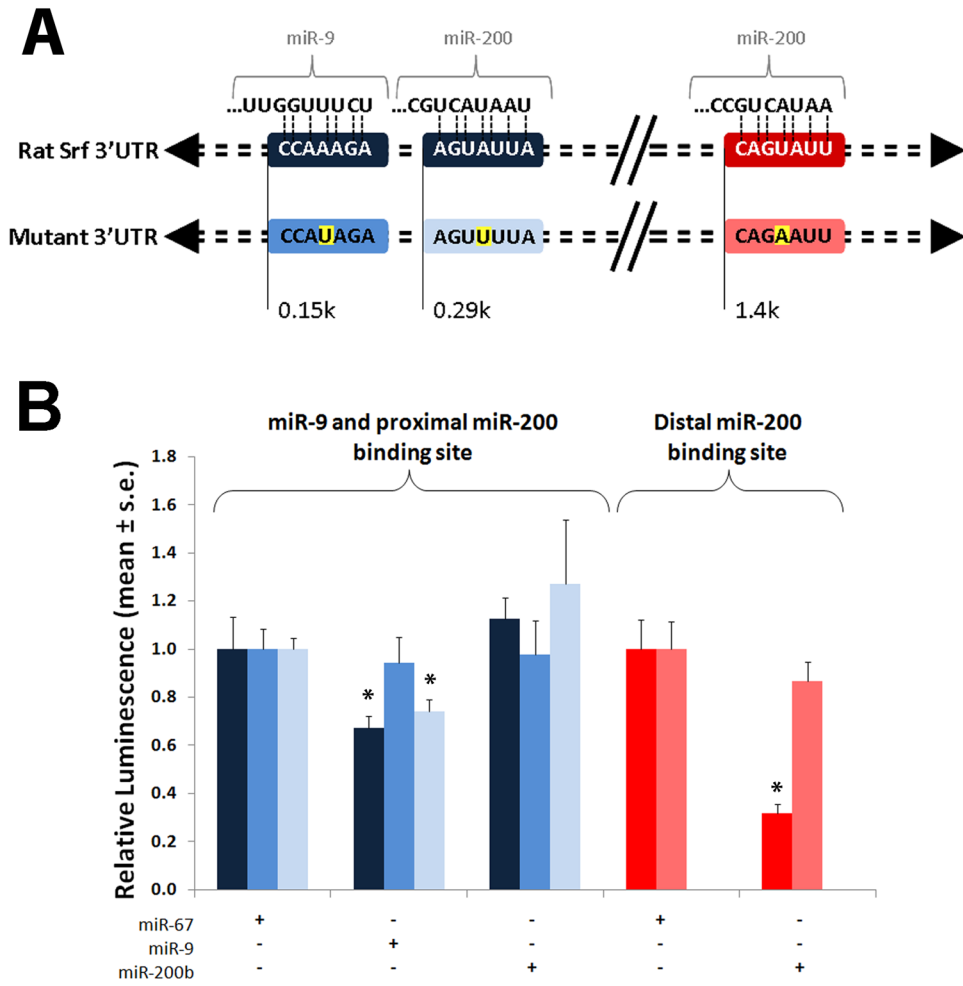 A
miR-9 miR-200 miR-200
...UUGGUUUCU ...CGUCAUAAU ...CCGUCAUAA
Rat Srf 3'UTR CCAAAGA AGUAUUA CAGUAUU
Mutant 3'UTR CCAUAGA AGUUUUA CAGAAUU
0.15k 0.29k 1.4k
B
miR-9 and proximal miR-200
binding site
Distal miR-200
binding site
Relative Luminescence (mean ± s.e.)
1.8
1.6
1.4
1.2
1.0
0.8
0.6
0.4
0.2
0.0
* * *
miR-67 + - - + -
miR-9 - + - - -
miR-200b - - + - +